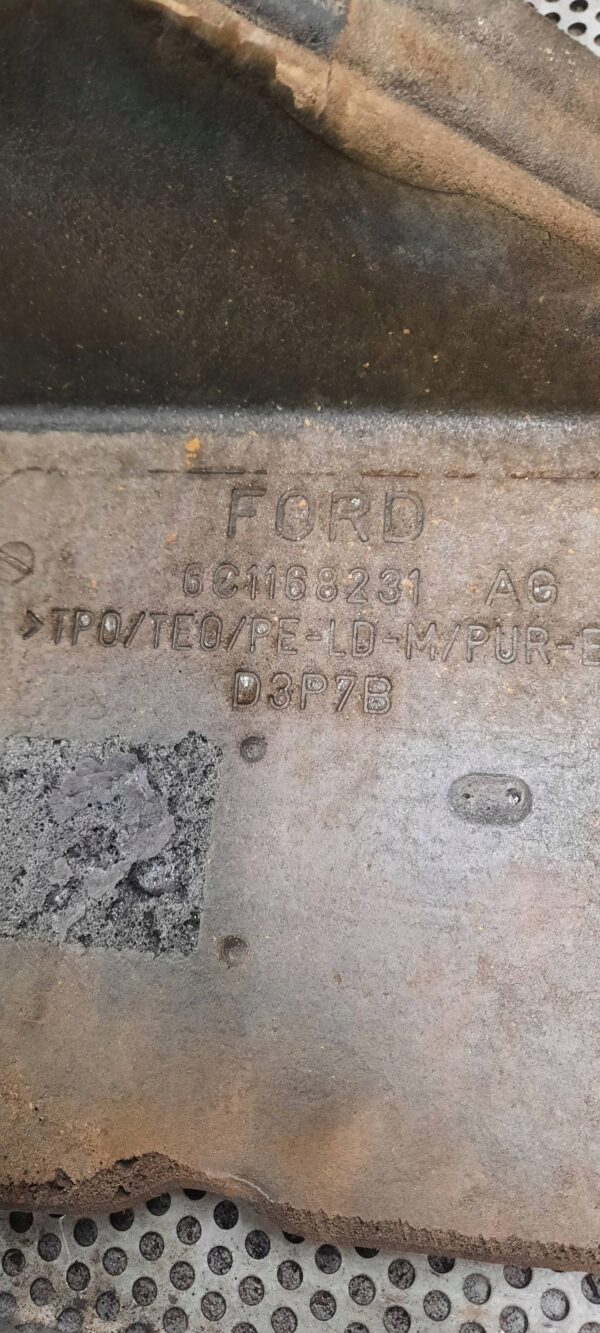 FORD
6C1168231 AG
>TPO/TEO/PE-LD-M/PUR-E
D3P7B